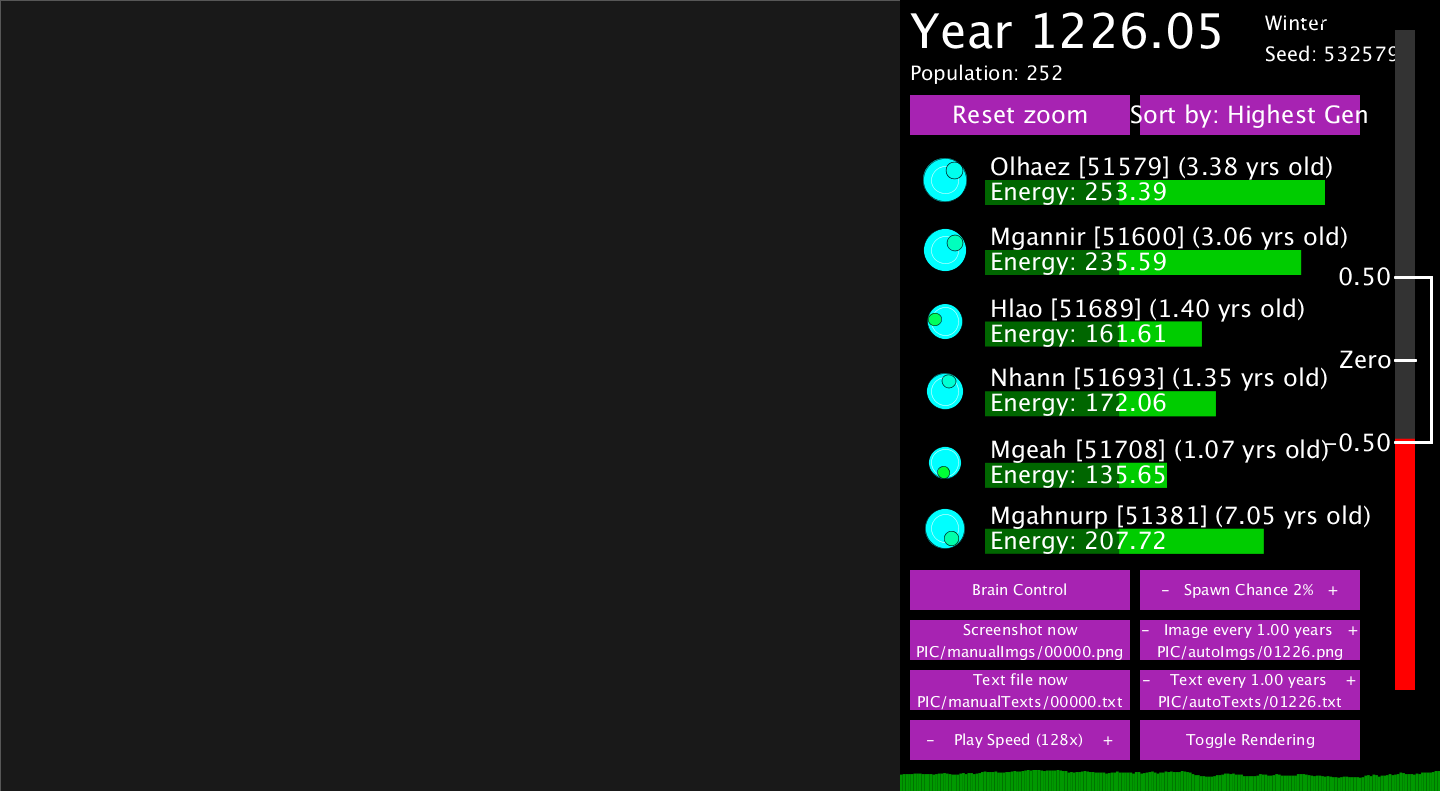 Year 1226.05
Winter
Seed: 532579
Population: 252
Reset zoom
Sort by: Highest Gen
Olhaez [51579] (3.38 yrs old)
Energy: 253.39
Mgannir [51600] (3.06 yrs old)
Energy: 235.59
0.50
Hlao [51689] (1.40 yrs old)
Energy: 161.61
Zero
Nhann [51693] (1.35 yrs old)
Energy: 172.06
Mgeah [51708] (1.07 yrs old)
-0.50
Energy: 135.65
Mgahnurp [51381] (7.05 yrs old)
Energy: 207.72
Brain Control
- Spawn Chance 2% +
Screenshot now
PIC/manualImgs/00000.png
- Image every 1.00 years +
PIC/autoImgs/01226.png
Text file now
PIC/manualTexts/00000.txt
- Text every 1.00 years +
PIC/autoTexts/01226.txt
- Play Speed (128x) +
Toggle Rendering